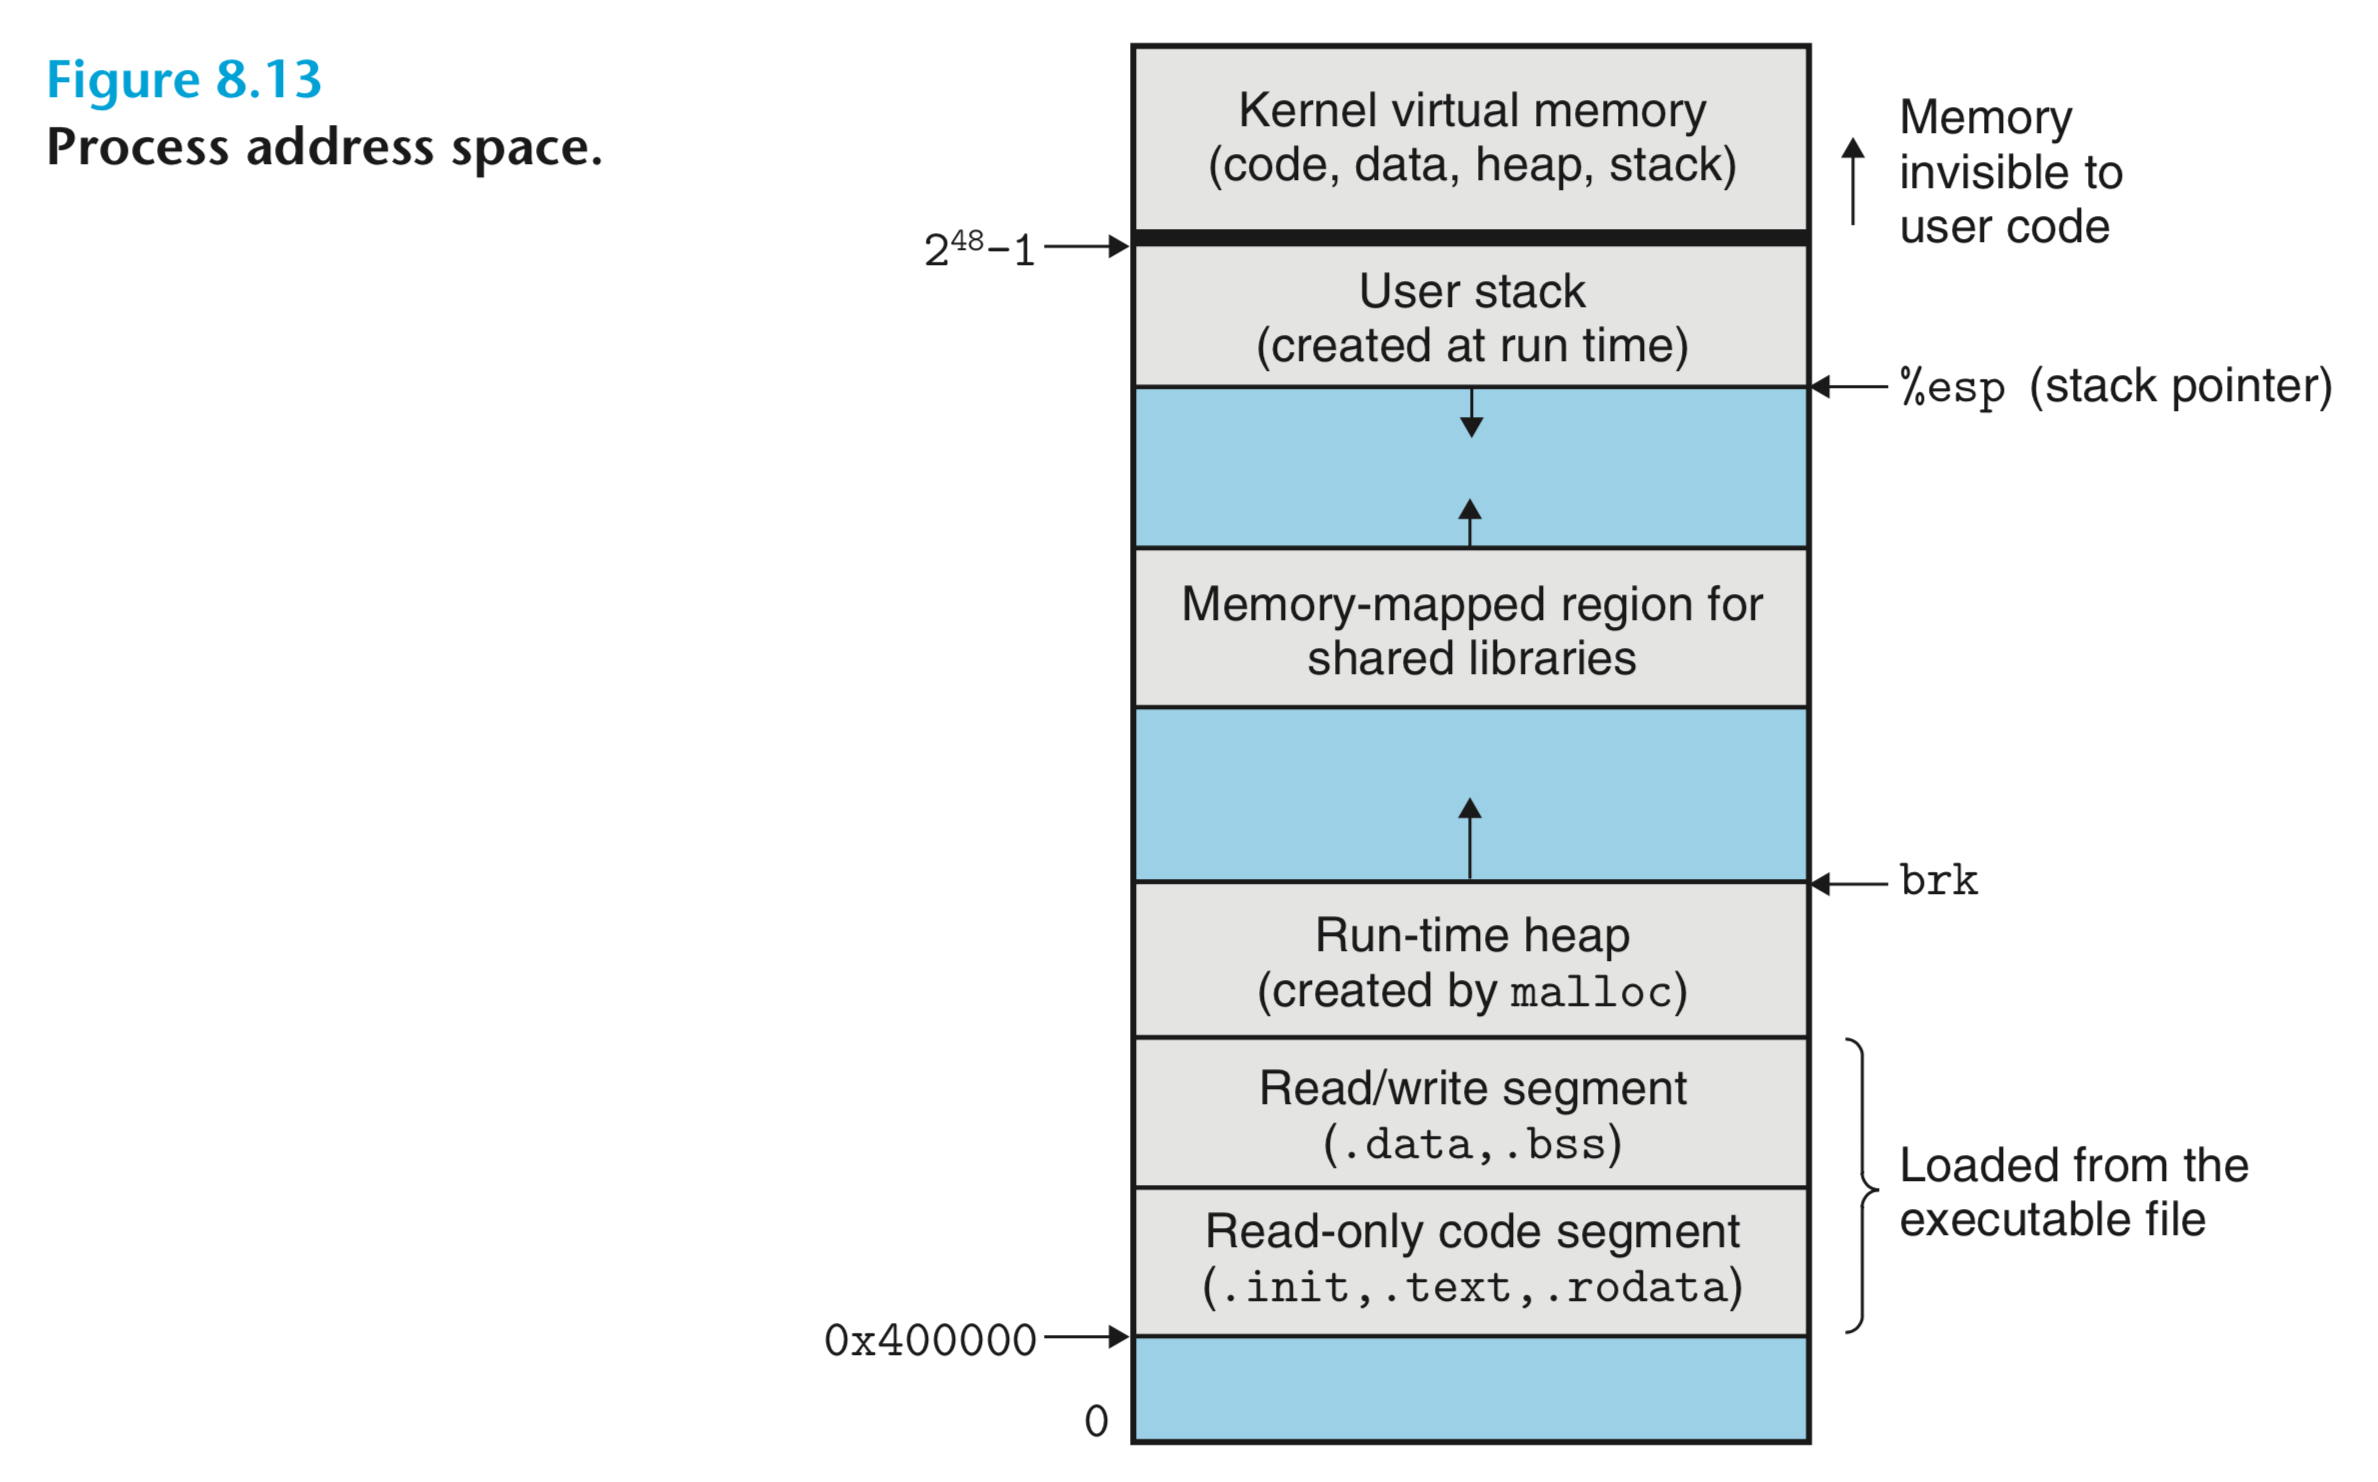 Figure 8.13
Process address space.
Kernel virtual memory
(code, data, heap, stack)
Memory
invisible to
user code
2⁴⁸–1
User stack
(created at run time)
%esp (stack pointer)
Memory-mapped region for
shared libraries
brk
Run-time heap
(created by malloc)
Read/write segment
(.data,.bss)
Loaded from the
executable file
Read-only code segment
(.init,.text,.rodata)
0x400000
0